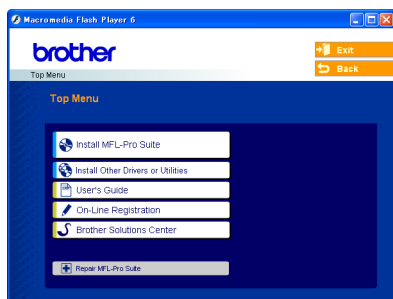 Macromedia Flash Player 6
brother
Exit
Back
Top Menu
Top Menu
Install MFL-Pro Suite
Install Other Drivers or Utilities
User's Guide
On-Line Registration
Brother Solutions Center
Repair MFL-Pro Suite